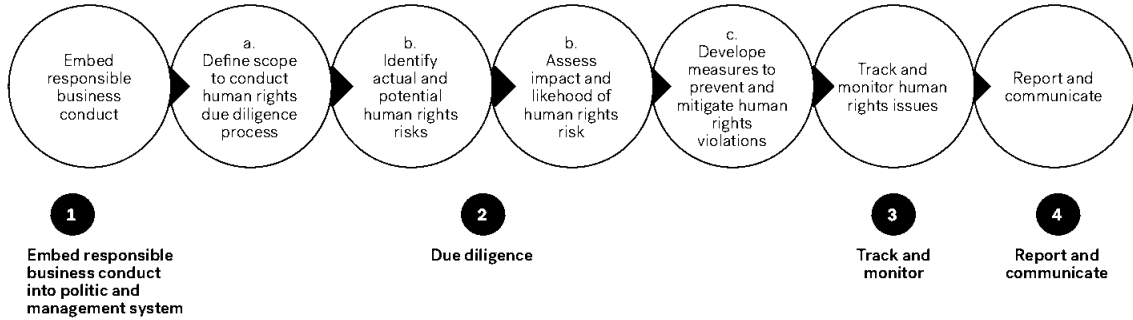 Embed
responsible
business
conduct
a.
Define scope
to conduct
human rights
due diligence
process
b.
Identify
actual and
potential
human rights
risks
b.
Assess
impact and
likehood of
human rights
risk
c.
Develope
measures to
prevent and
mitigate human
rights
violations
Track and
monitor human
rights issues
Report and
communicate
1
Embed responsible
business conduct
into politic and
management system
2
Due diligence
3
Track and
monitor
4
Report and
communicate